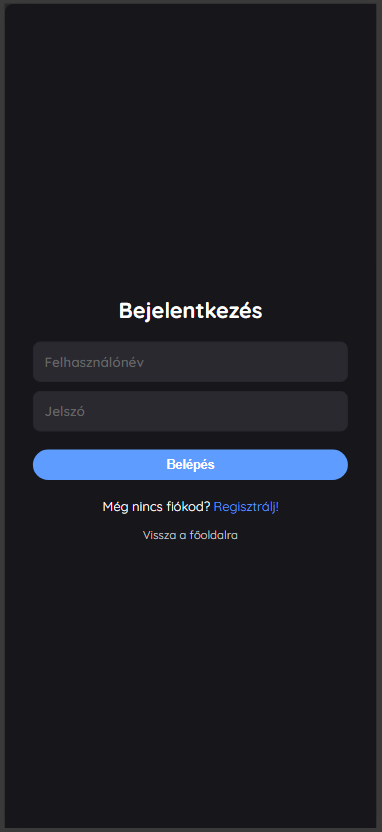 Bejelentkezés
Felhasználónév
Jelszó
Belépés
Még nincs fiókod? Regisztrálj!
Vissza a főoldalra